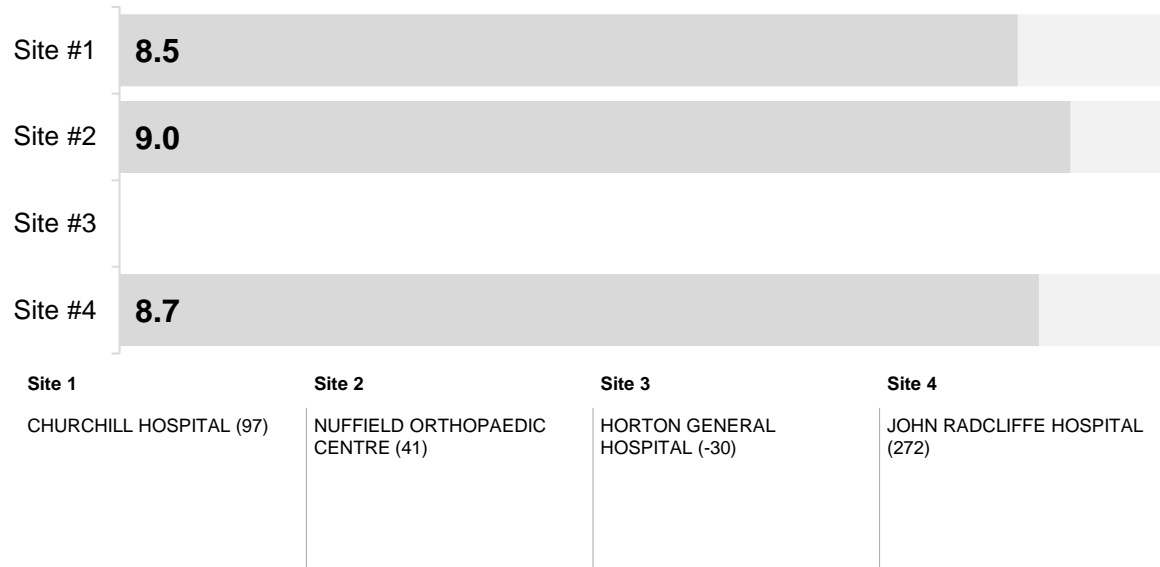 Site #1
8.5
Site #2
9.0
Site #3
Site #4
8.7
Site 1
CHURCHILL HOSPITAL (97)
Site 2
NUFFIELD ORTHOPAEDIC
CENTRE (41)
Site 3
HORTON GENERAL
HOSPITAL (-30)
Site 4
JOHN RADCLIFFE HOSPITAL
(272)